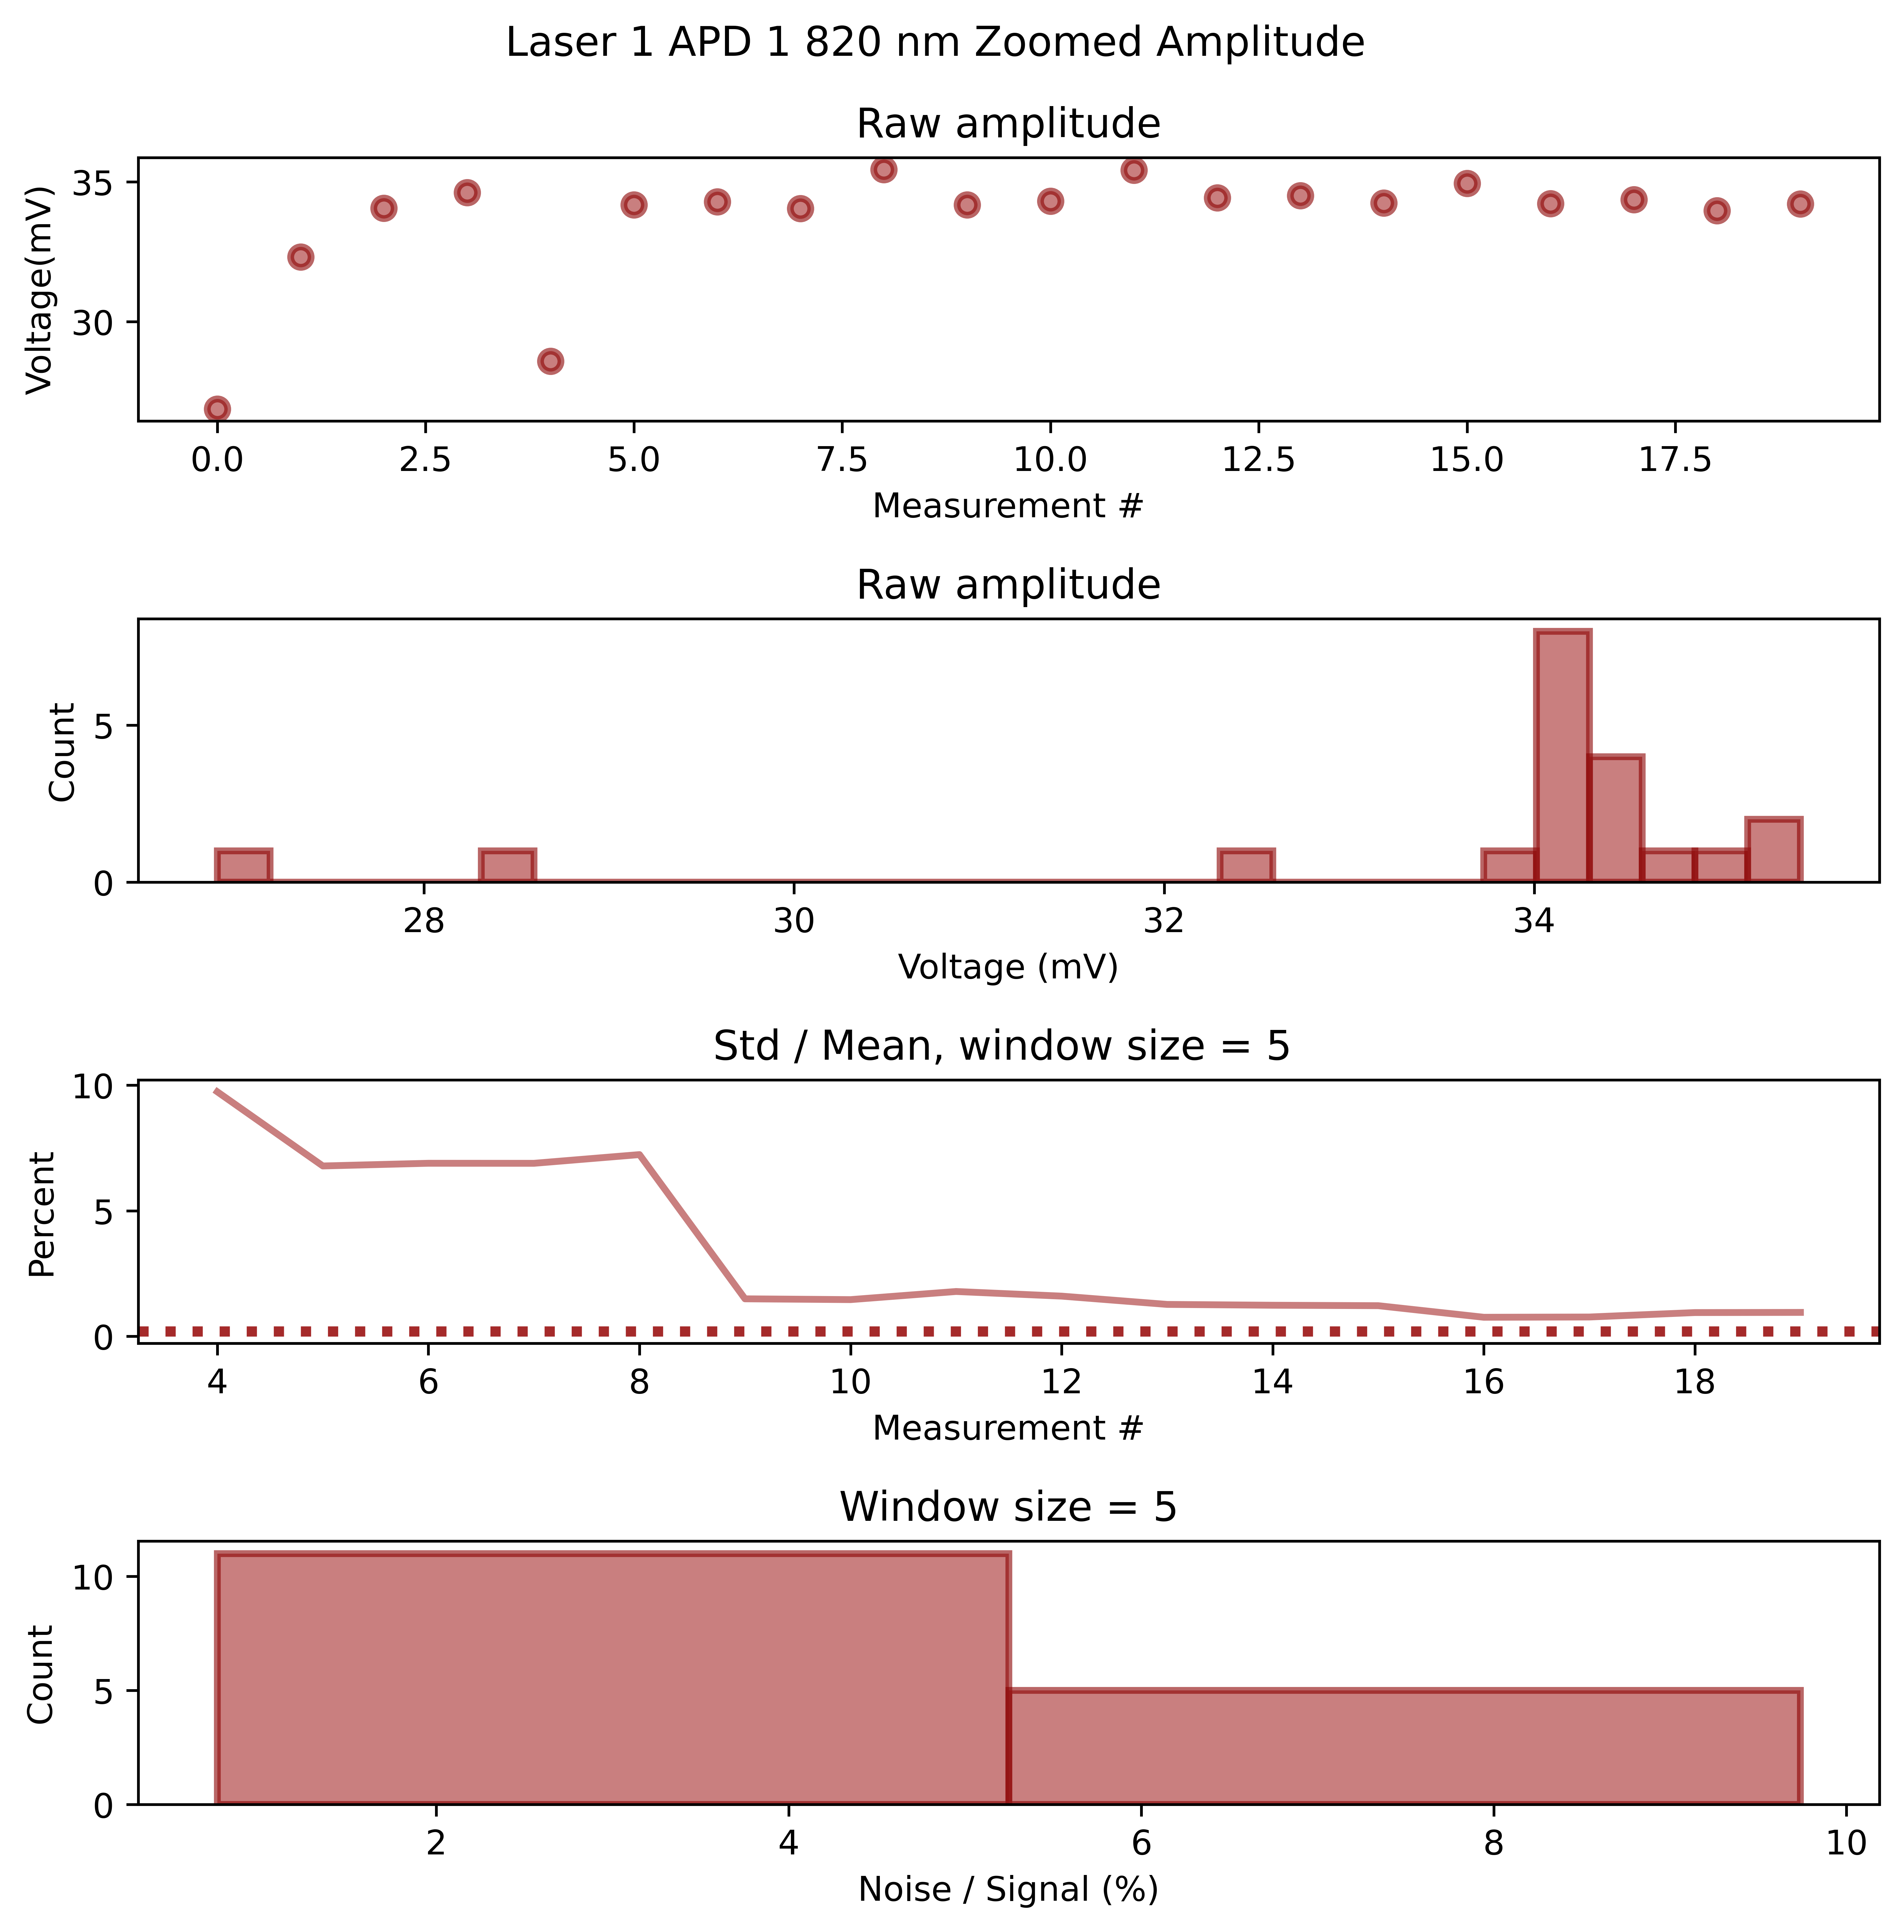 Laser 1 APD 1 820 nm Zoomed Amplitude
Raw amplitude
Voltage(mV)
35
30
0.0 2.5 5.0 7.5 10.0 12.5 15.0 17.5
Measurement #
Raw amplitude
Count
5
0
28 30 32 34
Voltage (mV)
Std / Mean, window size = 5
Percent
10
5
0
4 6 8 10 12 14 16 18
Measurement #
Window size = 5
Count
10
5
0
2 4 6 8 10
Noise / Signal (%)